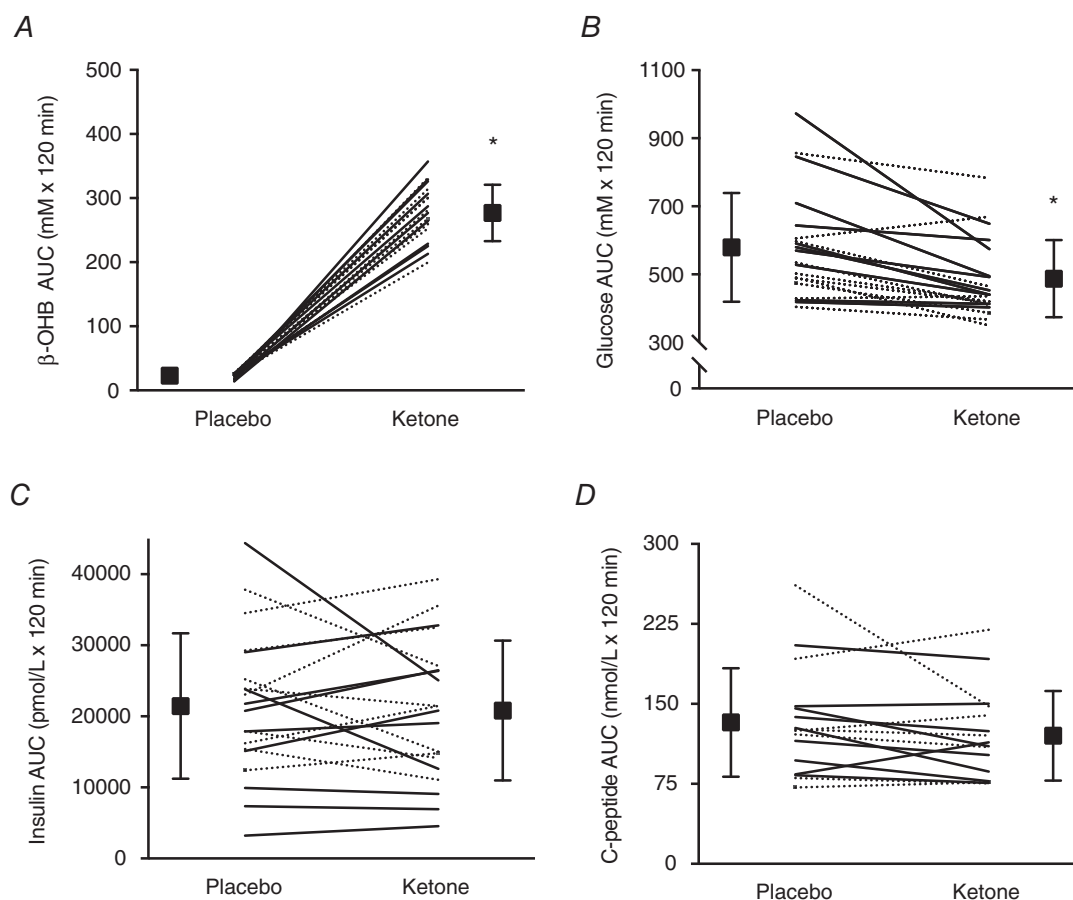 A
β-OHB AUC (mM x 120 min)
500
400
300
200
100
0
*
Placebo
Ketone
B
Glucose AUC (mM x 120 min)
1100
900
700
500
300
0
*
Placebo
Ketone
C
Insulin AUC (pmol/L x 120 min)
40000
30000
20000
10000
0
Placebo
Ketone
D
C-peptide AUC (nmol/L x 120 min)
300
225
150
75
0
Placebo
Ketone